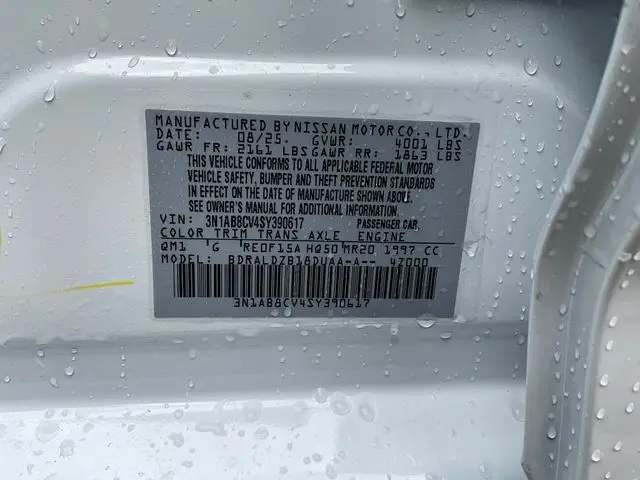 MANUFACTURED BY NISSAN MOTOR CO., LTD.
DATE: 08/25. GVWR: 4001 LBS
GAWR FR: 2161 LBS GAWR RR: 1863 LBS
THIS VEHICLE CONFORMS TO ALL APPLICABLE FEDERAL MOTOR
VEHICLE SAFETY, BUMPER AND THEFT PREVENTION STANDARDS
IN EFFECT ON THE DATE OF MANUFACTURE SHOWN ABOVE.
SEE OWNER'S MANUAL FOR ADDITIONAL INFORMATION.
VIN: 3N1AB8CV4SY390617 PASSENGER CAR.
COLOR TRIM TRANS AXLE ENGINE
QM1 G RE0F15A HQ50 MR20 1997 CC
MODEL: BDRALDZB18DUAA-A-- 47000
3N1AB8CV4SY390617